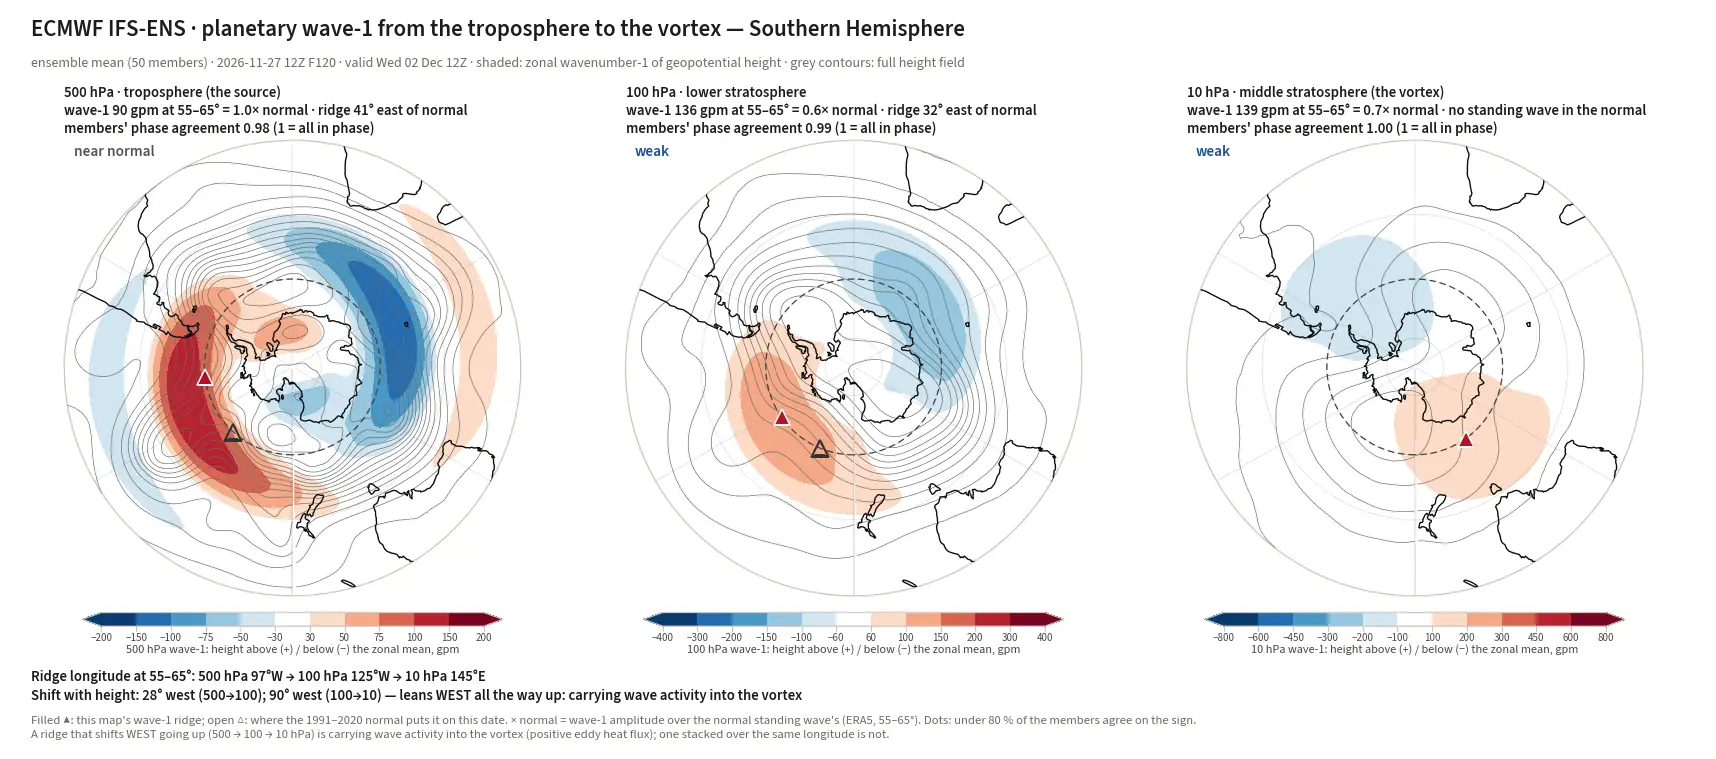 ECMWF IFS-ENS · planetary wave-1 from the troposphere to the vortex — Southern Hemisphere
ensemble mean (50 members) · 2026-11-27 12Z F120 · valid Wed 02 Dec 12Z · shaded: zonal wavenumber-1 of geopotential height · grey contours: full height field
500 hPa · troposphere (the source)
wave-1 90 gpm at 55–65° = 1.0× normal · ridge 41° east of normal
members' phase agreement 0.98 (1 = all in phase)
near normal
100 hPa · lower stratosphere
wave-1 136 gpm at 55–65° = 0.6× normal · ridge 32° east of normal
members' phase agreement 0.99 (1 = all in phase)
weak
10 hPa · middle stratosphere (the vortex)
wave-1 139 gpm at 55–65° = 0.7× normal · no standing wave in the normal
members' phase agreement 1.00 (1 = all in phase)
weak
−200 −150 −100 −75 −50 −30 30 50 75 100 150 200
500 hPa wave-1: height above (+) / below (−) the zonal mean, gpm
−400 −300 −200 −150 −100 −60 60 100 150 200 300 400
100 hPa wave-1: height above (+) / below (−) the zonal mean, gpm
−800 −600 −450 −300 −200 −100 100 200 300 450 600 800
10 hPa wave-1: height above (+) / below (−) the zonal mean, gpm
Ridge longitude at 55–65°: 500 hPa 97°W → 100 hPa 125°W → 10 hPa 145°E
Shift with height: 28° west (500→100); 90° west (100→10) — leans WEST all the way up: carrying wave activity into the vortex
Filled ▲: this map's wave-1 ridge; open △: where the 1991–2020 normal puts it on this date. × normal = wave-1 amplitude over the normal standing wave's (ERA5, 55–65°). Dots: under 80 % of the members agree on the sign.
A ridge that shifts WEST going up (500 → 100 → 10 hPa) is carrying wave activity into the vortex (positive eddy heat flux); one stacked over the same longitude is not.